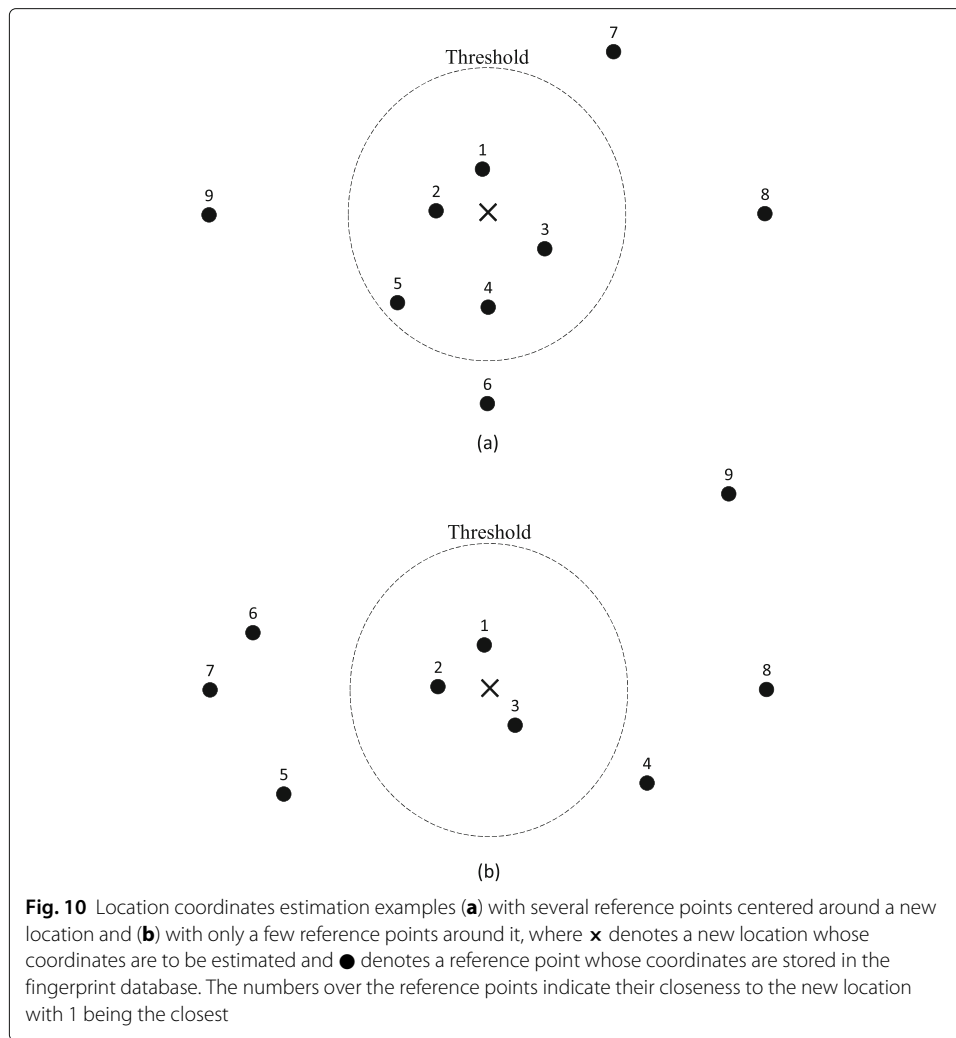 7
Threshold
1
9
2
8
3
5
4
6
(a)
9
Threshold
6
1
7
2
8
3
5
4
(b)
Fig. 10 Location coordinates estimation examples (a) with several reference points centered around a new
location and (b) with only a few reference points around it, where × denotes a new location whose
coordinates are to be estimated and ● denotes a reference point whose coordinates are stored in the
fingerprint database. The numbers over the reference points indicate their closeness to the new location
with 1 being the closest